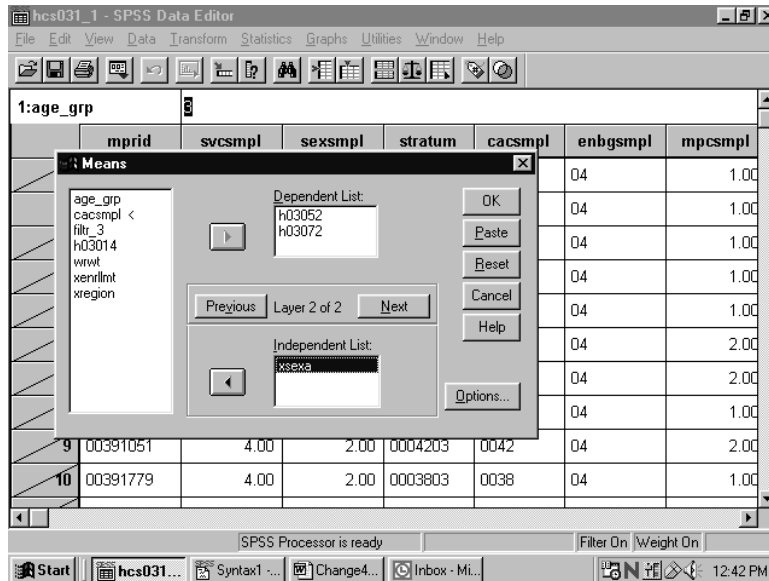 hcs031_1 - SPSS Data Editor
File Edit View Data Transform Statistics Graphs Utilities Window Help
1:age_grp 3
mprid svcsmpl sexsmpl stratum cacsmpl enbgsmpl mpcsmpl
Means
age_grp
cacsmpl <
filtr_3
h03014
wrwt
xenrllmt
xregion
Dependent List:
h03052
h03072
Previous Layer 2 of 2 Next
Independent List:
xsexa
OK
Paste
Reset
Cancel
Help
Options...
04 1.00
04 1.00
04 1.00
04 1.00
04 1.00
04 2.00
04 2.00
04 1.00
9 00391051 4.00 2.00 0004203 0042 04 2.00
10 00391779 4.00 2.00 0003803 0038 04 1.00
SPSS Processor is ready Filter On Weight On
Start hcs031... Syntax1 -... Change4... Inbox - Mi... 12:42 PM